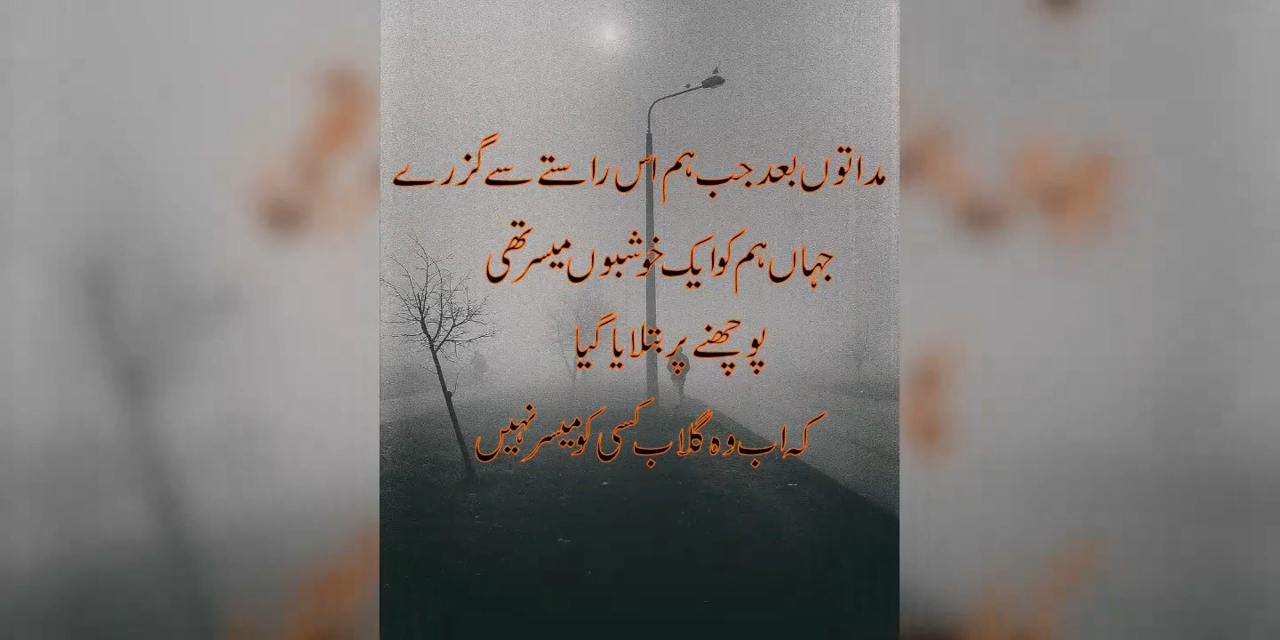 مداتوں بعد جب ہم اس راستے سے گزرے
جہاں ہم کو ایک خوشبوں میسر تھی
پوچھنے پر بتلایا گیا
کہ اب وہ گلاب کسی کو میسر نہیں